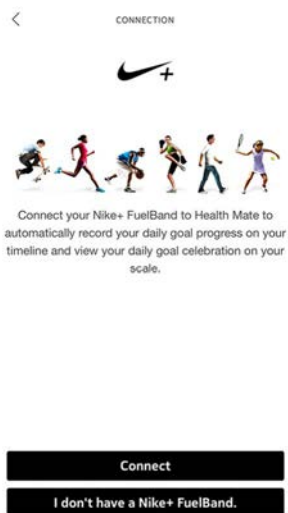 CONNECTION
+
Connect your Nike+ FuelBand to Health Mate to
automatically record your daily goal progress on your
timeline and view your daily goal celebration on your
scale.
Connect
I don't have a Nike+ FuelBand.